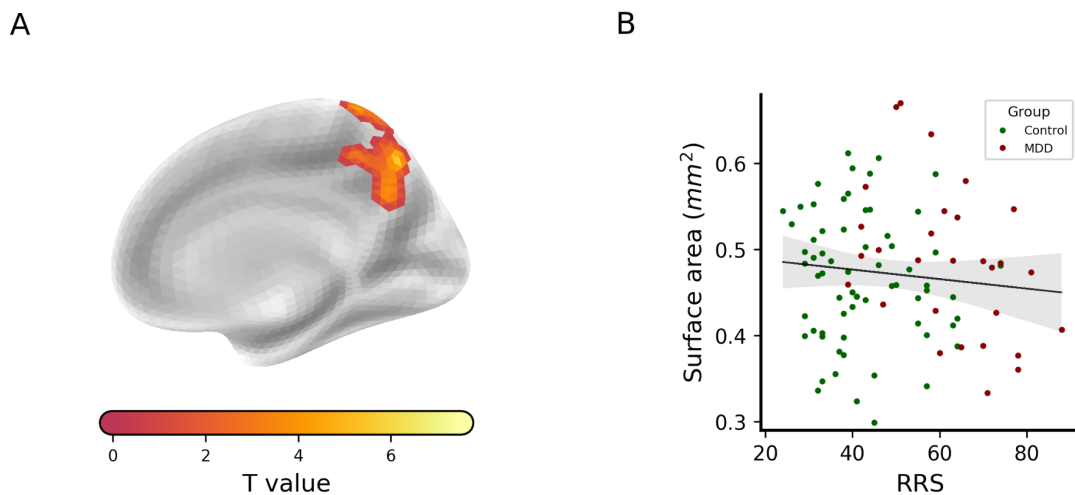 A
0 2 4 6
T value
B
Surface area (mm²)
0.6
0.5
0.4
0.3
20 40 60 80
RRS
Group
Control
MDD